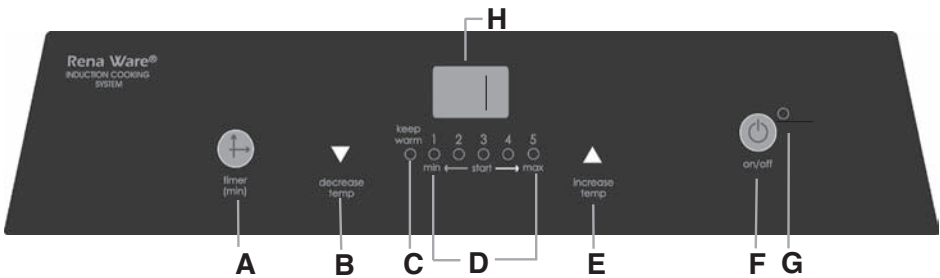 H
Rena Ware®
INDUCTION COOKING
SYSTEM
keep
warm
1 2 3 4 5
min start max
timer
(min)
decrease
temp
increase
temp
on/off
A B C D E F G